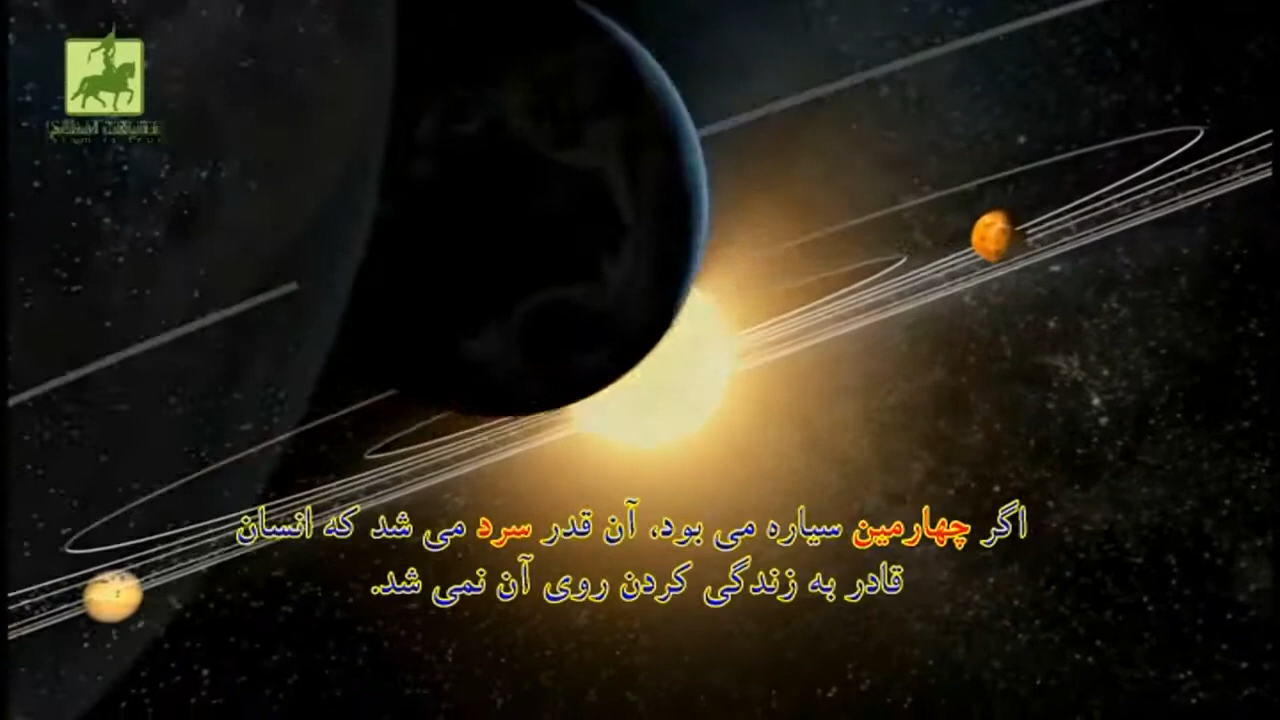 اگر چهارمین سیاره می بود، آن قدر سرد می شد که انسان
قادر به زندگی کردن روی آن نمی شد.